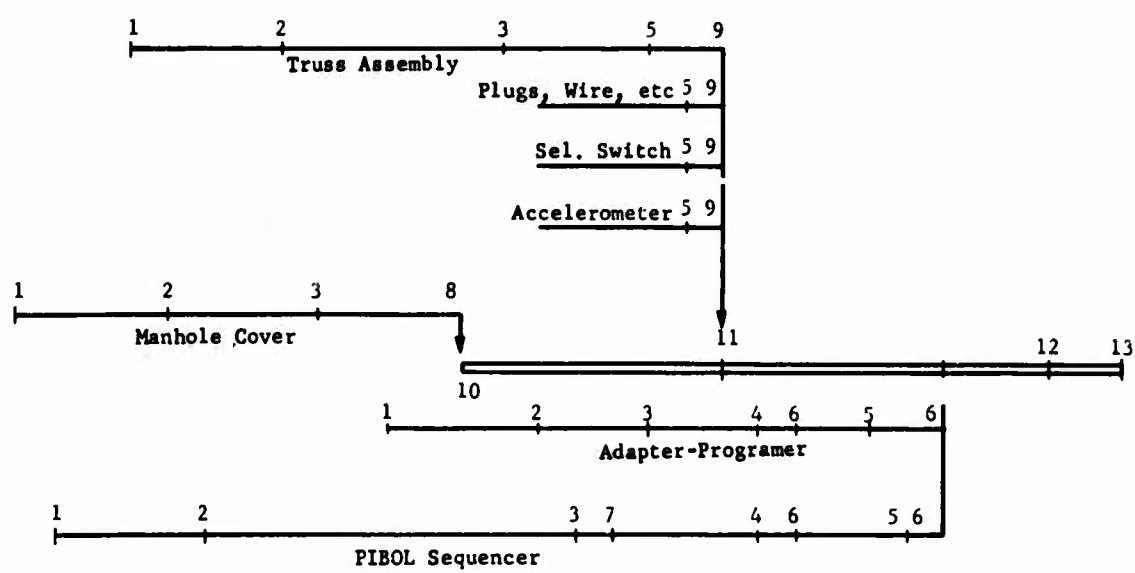 1 2 3 5 9
Truss Assembly
Plugs, Wire, etc 5 9
Sel. Switch 5 9
Accelerometer 5 9
1 2 3 8
Manhole Cover
11
12 13
10
1 2 3 4 6 5 6
Adapter-Programer
1 2 3 7 4 6 5 6
PIBOL Sequencer